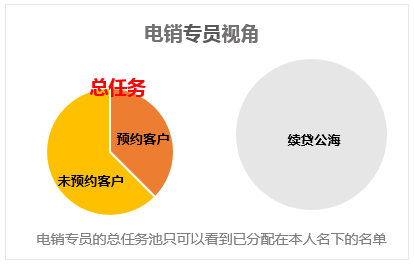 电销专员视角
总任务
预约客户
未预约客户
续贷公海
电销专员的总任务池只可以看到已分配在本人名下的名单